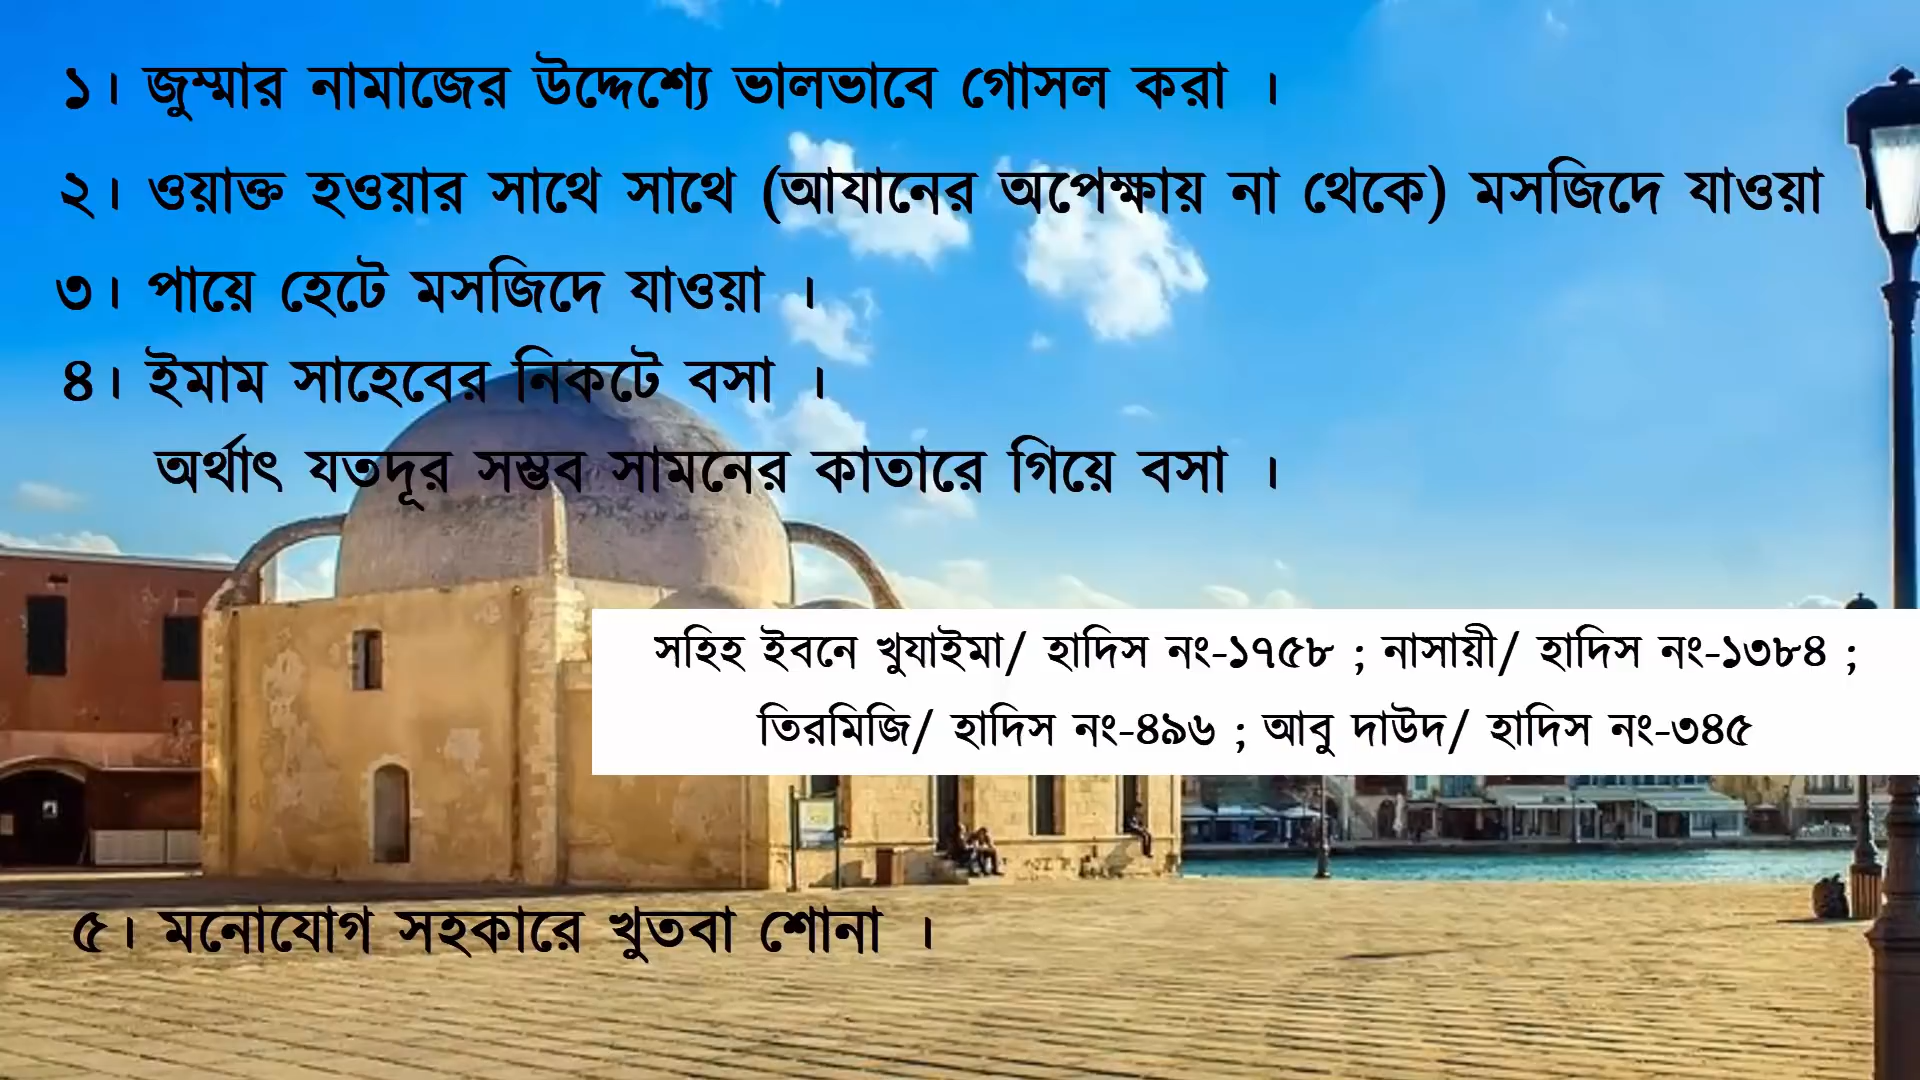 ১। জুম্মার নামাজের উদ্দেশ্যে ভালভাবে গোসল করা ।
২। ওয়াক্ত হওয়ার সাথে সাথে (আযানের অপেক্ষায় না থেকে) মসজিদে যাওয়া ।
৩। পায়ে হেটে মসজিদে যাওয়া ।
৪। ইমাম সাহেবের নিকটে বসা ।
অর্থাৎ যতদূর সম্ভব সামনের কাতারে গিয়ে বসা ।
সহিহ ইবনে খুযাইমা/ হাদিস নং-১৭৫৮ ; নাসায়ী/ হাদিস নং-১৩৮৪ ;
তিরমিজি/ হাদিস নং-৪৯৬ ; আবু দাউদ/ হাদিস নং-৩৪৫
৫। মনোযোগ সহকারে খুতবা শোনা ।